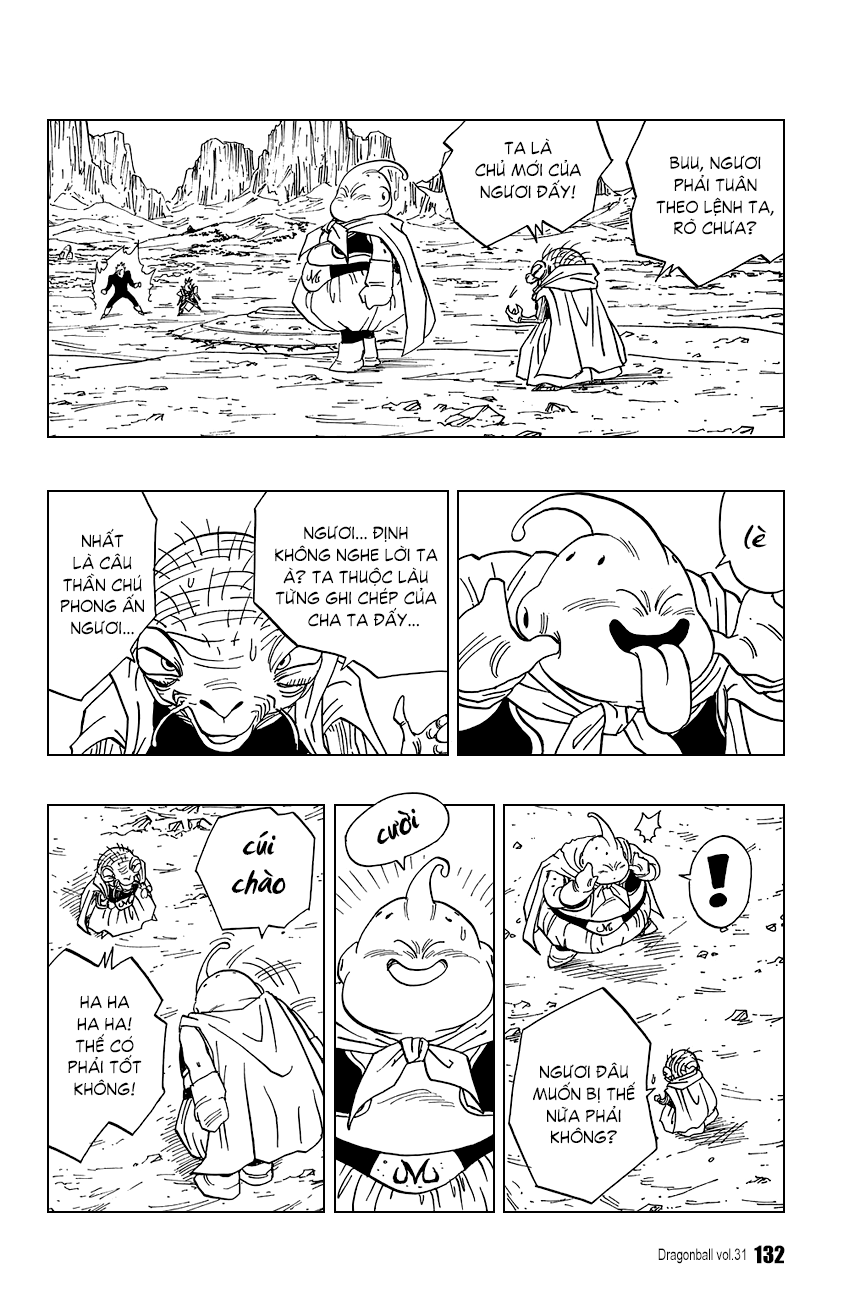 BUU, NGƯƠI
PHẢI TUÂN
THEO LỆNH TA,
RÕ CHƯA?
TA LÀ
CHỦ MỚI CỦA
NGƯƠI ĐẤY!
lè
NGƯƠI... ĐỊNH
KHÔNG NGHE LỜI TA
À? TA THUỘC LÀU
TỪNG GHI CHÉP CỦA
CHA TA ĐẤY...
NHẤT
LÀ CÂU
THẦN CHÚ
PHONG ẤN
NGƯƠI...
!
NGƯƠI ĐÂU
MUỐN BỊ THẾ
NỮA PHẢI
KHÔNG?
cười
M
cúi
chào
HA HA
HA HA!
THẾ CÓ
PHẢI TỐT
KHÔNG!
Dragonball vol.31 132